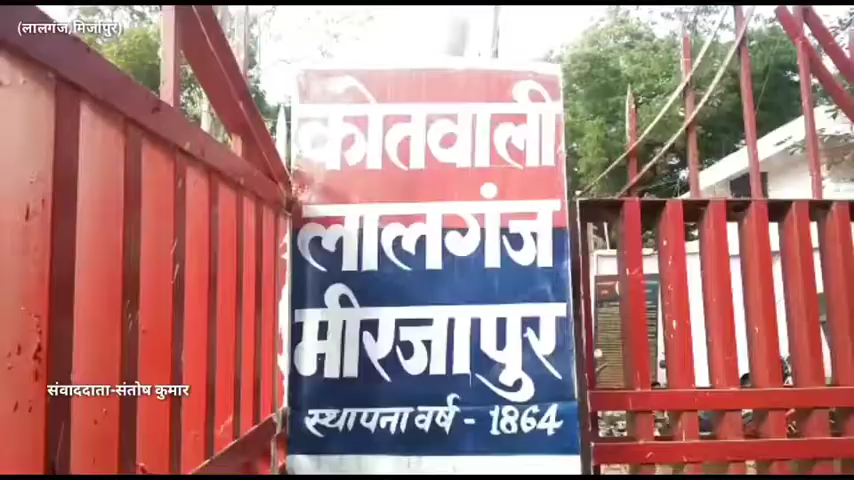 (लालगंज,मिर्जापुर)
कोतवाली
लालगंज
मीरजापुर
स्थापना वर्ष - 1864
संवाददाता-संतोष कुमार